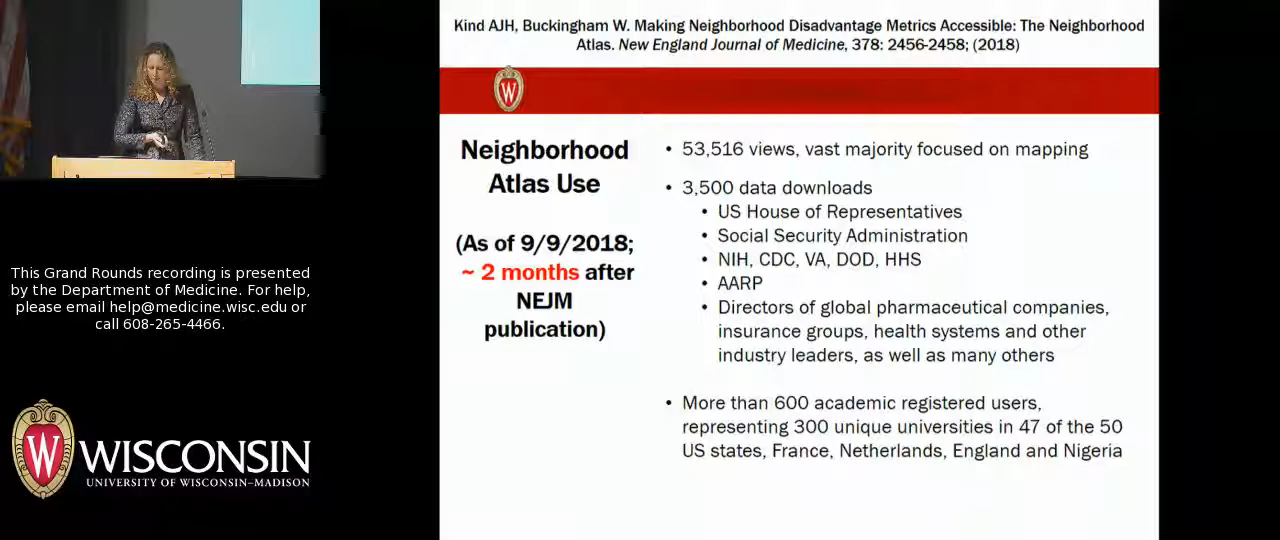 Kind AJH, Buckingham W. Making Neighborhood Disadvantage Metrics Accessible: The Neighborhood
Atlas. New England Journal of Medicine, 378: 2456-2458; (2018)
W
Neighborhood
Atlas Use
(As of 9/9/2018;
~ 2 months after
NEJM
publication)
• 53,516 views, vast majority focused on mapping
• 3,500 data downloads
• US House of Representatives
• Social Security Administration
• NIH, CDC, VA, DOD, HHS
• AARP
• Directors of global pharmaceutical companies,
insurance groups, health systems and other
industry leaders, as well as many others
• More than 600 academic registered users,
representing 300 unique universities in 47 of the 50
US states, France, Netherlands, England and Nigeria
This Grand Rounds recording is presented
by the Department of Medicine. For help,
please email help@medicine.wisc.edu or
call 608-265-4466.
W
WISCONSIN
UNIVERSITY OF WISCONSIN–MADISON